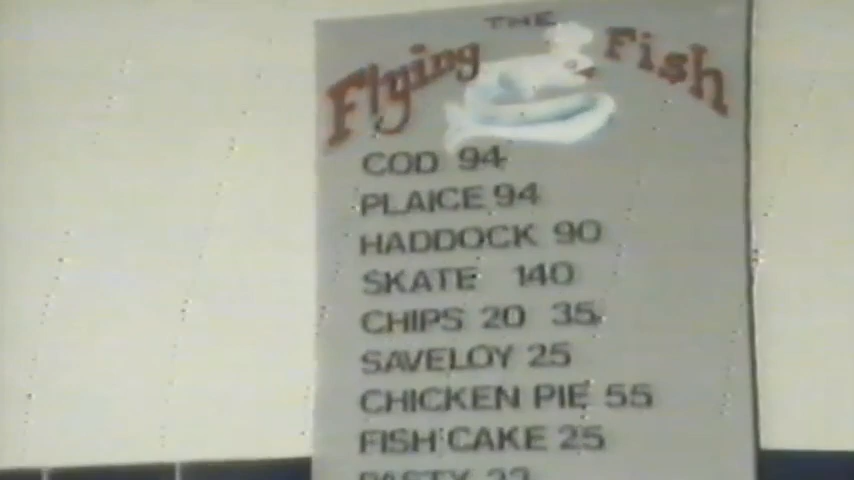 THE
Flying Fish
COD 94
PLAICE 94
HADDOCK 90
SKATE 140
CHIPS 20 35
SAVELOY 25
CHICKEN PIE 55
FISH CAKE 25
PASTY